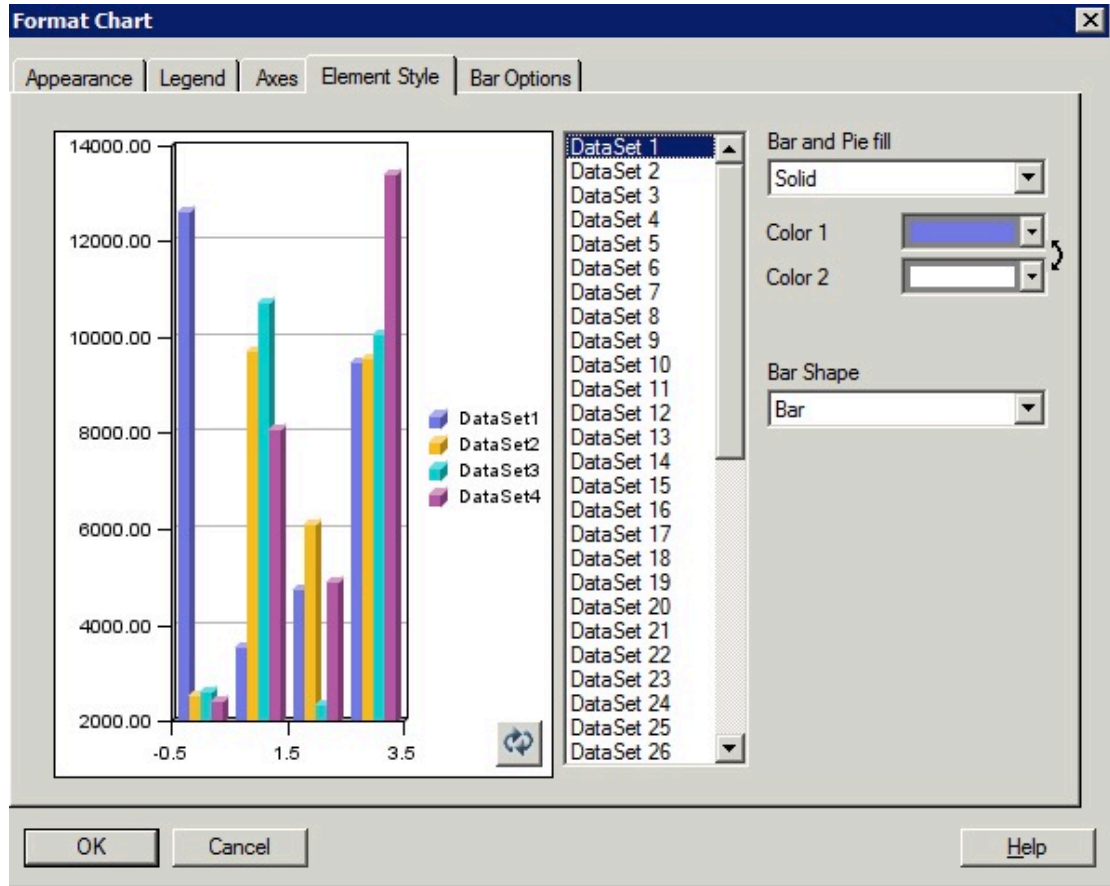 Format Chart
Appearance Legend Axes Element Style Bar Options
14000.00
12000.00
10000.00
8000.00
6000.00
4000.00
2000.00
-0.5 1.5 3.5
DataSet1
DataSet2
DataSet3
DataSet4
DataSet 1
DataSet 2
DataSet 3
DataSet 4
DataSet 5
DataSet 6
DataSet 7
DataSet 8
DataSet 9
DataSet 10
DataSet 11
DataSet 12
DataSet 13
DataSet 14
DataSet 15
DataSet 16
DataSet 17
DataSet 18
DataSet 19
DataSet 20
DataSet 21
DataSet 22
DataSet 23
DataSet 24
DataSet 25
DataSet 26
Bar and Pie fill
Solid
Color 1
Color 2
Bar Shape
Bar
OK Cancel Help